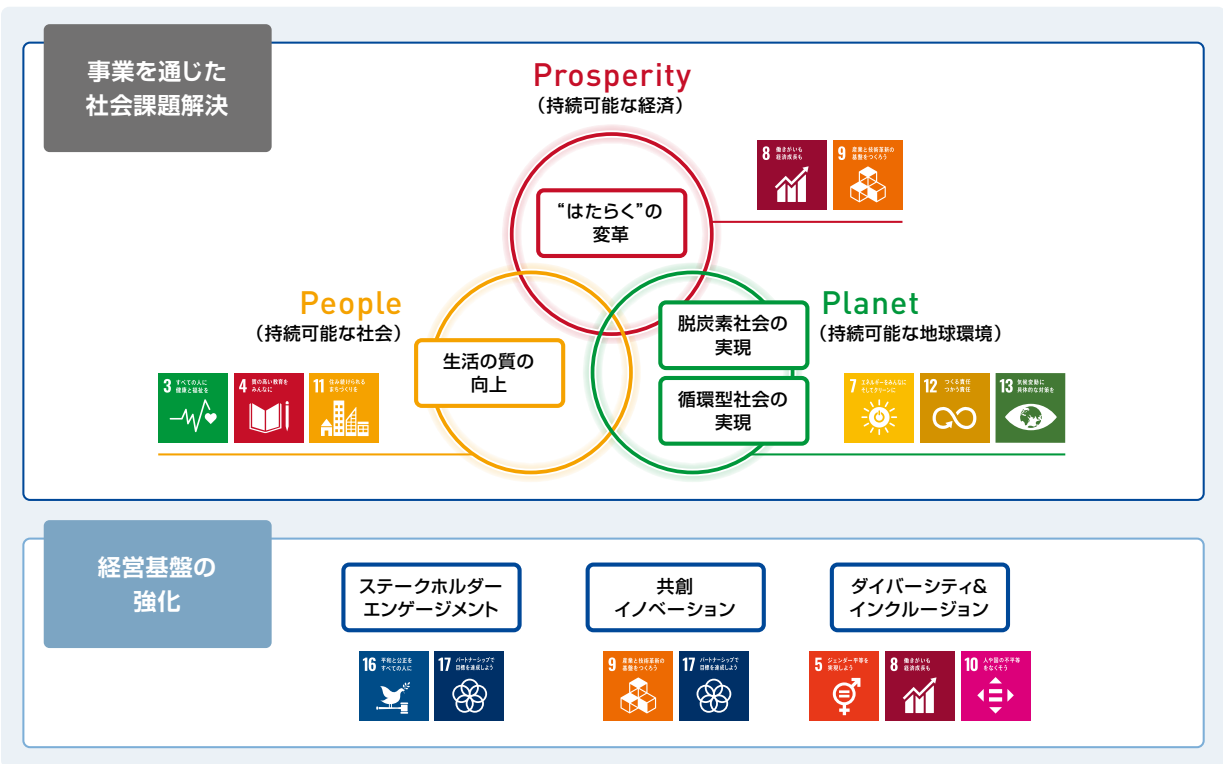 事業を通じた
社会課題解決
Prosperity
（持続可能な経済）
8 働きがいも
経済成長も
9 産業と技術革新の
基盤をつくろう
“はたらく”の
変革
People
（持続可能な社会）
生活の質の
向上
3 すべての人に
健康と福祉を
4 質の高い教育を
みんなに
11 住み続けられる
まちづくりを
Planet
（持続可能な地球環境）
脱炭素社会の
実現
循環型社会の
実現
7 エネルギーをみんなに
そしてクリーンに
12 つくる責任
つかう責任
13 気候変動に
具体的な対策を
経営基盤の
強化
ステークホルダー
エンゲージメント
16 平和と公正を
すべての人に
17 パートナーシップで
目標を達成しよう
共創
イノベーション
9 産業と技術革新の
基盤をつくろう
17 パートナーシップで
目標を達成しよう
ダイバーシティ&
インクルージョン
5 ジェンダー平等を
実現しよう
8 働きがいも
経済成長も
10 人や国の不平等
をなくそう